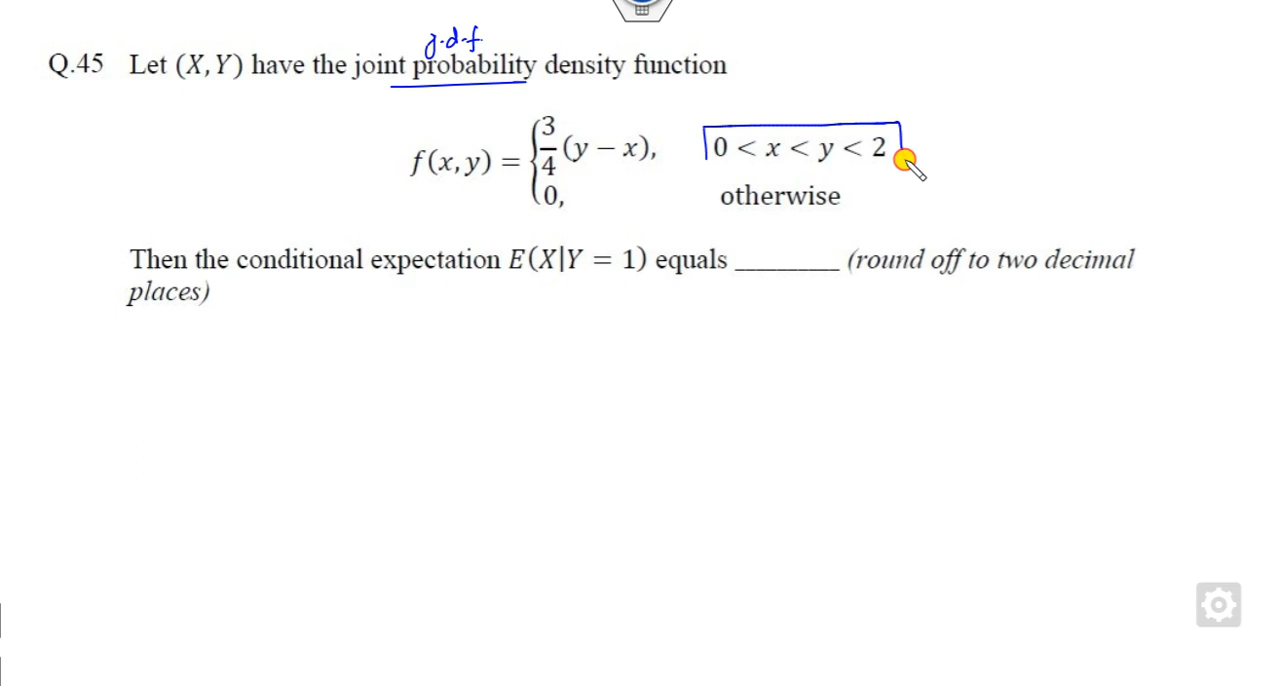 j.d.f.
Q.45 Let (X, Y) have the joint probability density function
f(x, y) = { 3/4 (y − x), 0 < x < y < 2
0, otherwise
Then the conditional expectation E(X|Y = 1) equals ________ (round off to two decimal
places)